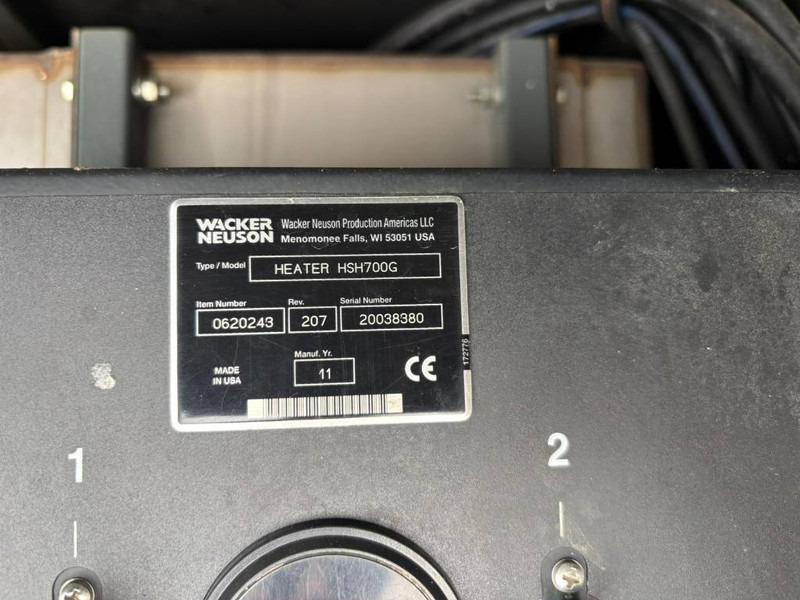 WACKER NEUSON Wacker Neuson Production Americas LLC
Menomonee Falls, WI 53051 USA
Type / Model HEATER HSH700G
Item Number Rev. Serial Number
0620243 207 20038380
Manuf. Yr.
MADE IN USA 11 CE
172776
1 2